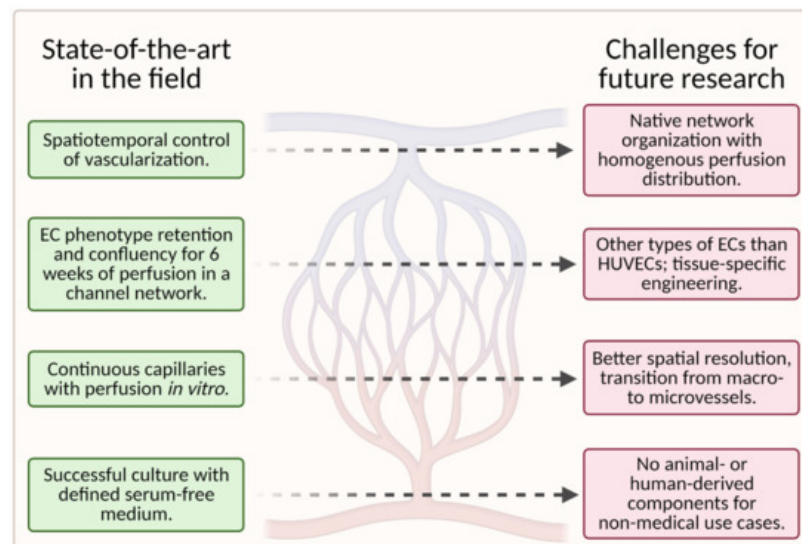 State-of-the-art
in the field
Spatiotemporal control
of vascularization.
EC phenotype retention
and confluency for 6
weeks of perfusion in a
channel network.
Continuous capillaries
with perfusion in vitro.
Successful culture with
defined serum-free
medium.
Challenges for
future research
Native network
organization with
homogenous perfusion
distribution.
Other types of ECs than
HUVECs; tissue-specific
engineering.
Better spatial resolution,
transition from macro-
to microvessels.
No animal- or
human-derived
components for
non-medical use cases.